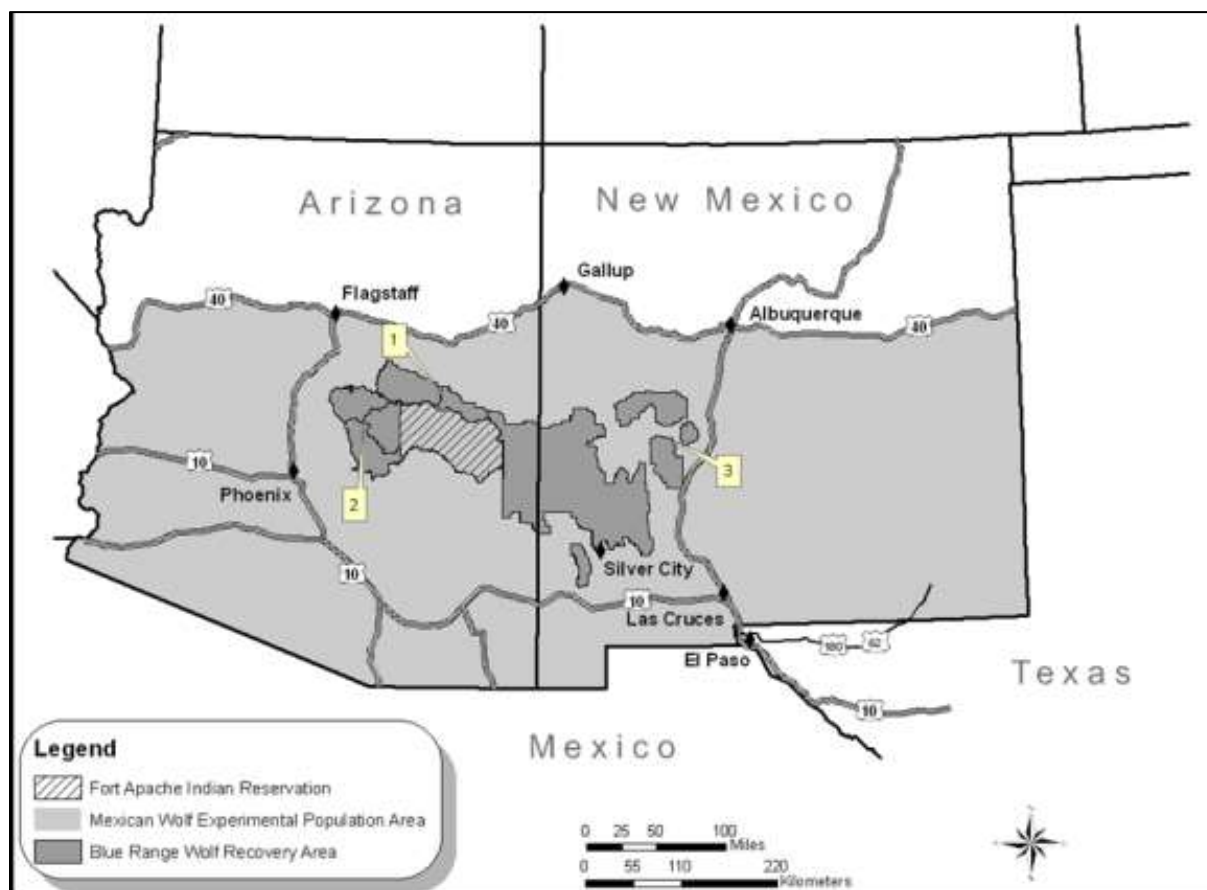 Arizona
New Mexico
Gallup
Flagstaff
40
40
Albuquerque
40
1
10
3
Phoenix
2
10
Silver City
10
Las Cruces
180
62
El Paso
Texas
10
Mexico
Legend
Fort Apache Indian Reservation
Mexican Wolf Experimental Population Area
Blue Range Wolf Recovery Area
0 25 50 100
Miles
0 55 110 220
Kilometers